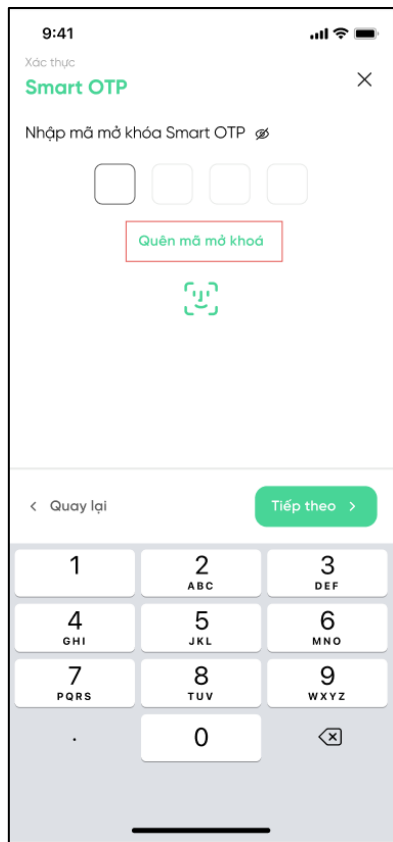 9:41
Xác thực
Smart OTP
Nhập mã mở khóa Smart OTP
Quên mã mở khoá
Quay lại
Tiếp theo
1
2
3
ABC
DEF
4
5
6
GHI
JKL
MNO
7
8
9
PQRS
TUV
WXYZ
.
0